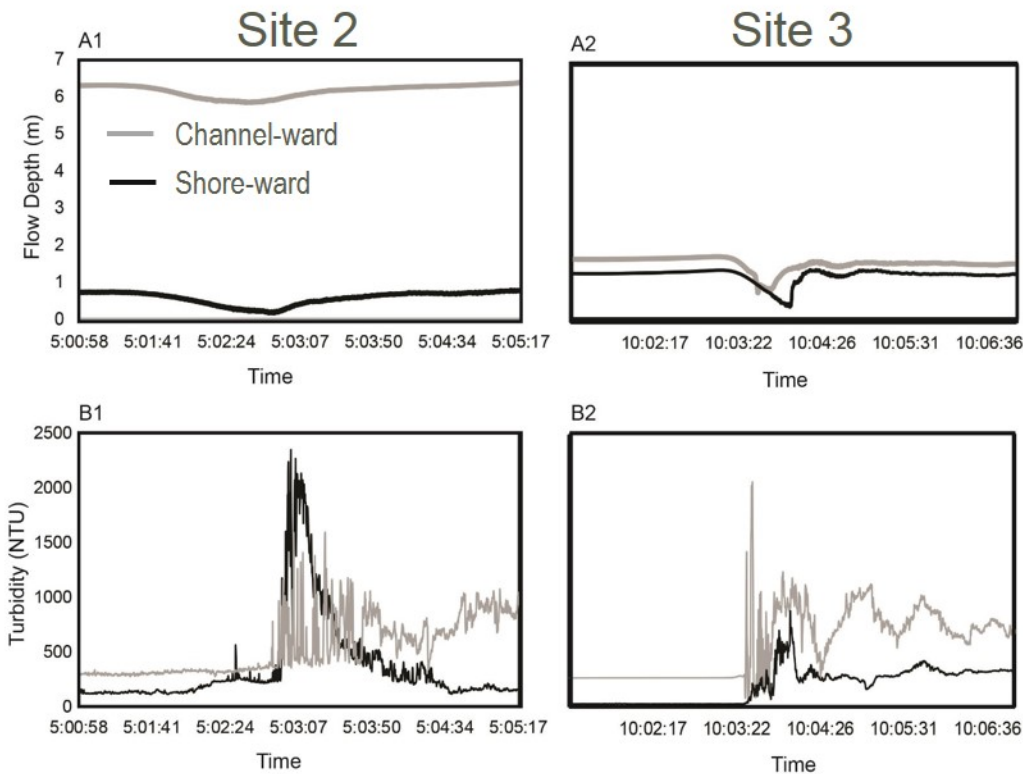 Site 2
Site 3
A1
A2
7
6
5
4
3
2
1
0
Flow Depth (m)
Channel-ward
Shore-ward
5:00:58 5:01:41 5:02:24 5:03:07 5:03:50 5:04:34 5:05:17
Time
10:02:17 10:03:22 10:04:26 10:05:31 10:06:36
Time
B1
B2
2500
2000
1500
1000
500
0
Turbidity (NTU)
5:00:58 5:01:41 5:02:24 5:03:07 5:03:50 5:04:34 5:05:17
Time
10:02:17 10:03:22 10:04:26 10:05:31 10:06:36
Time